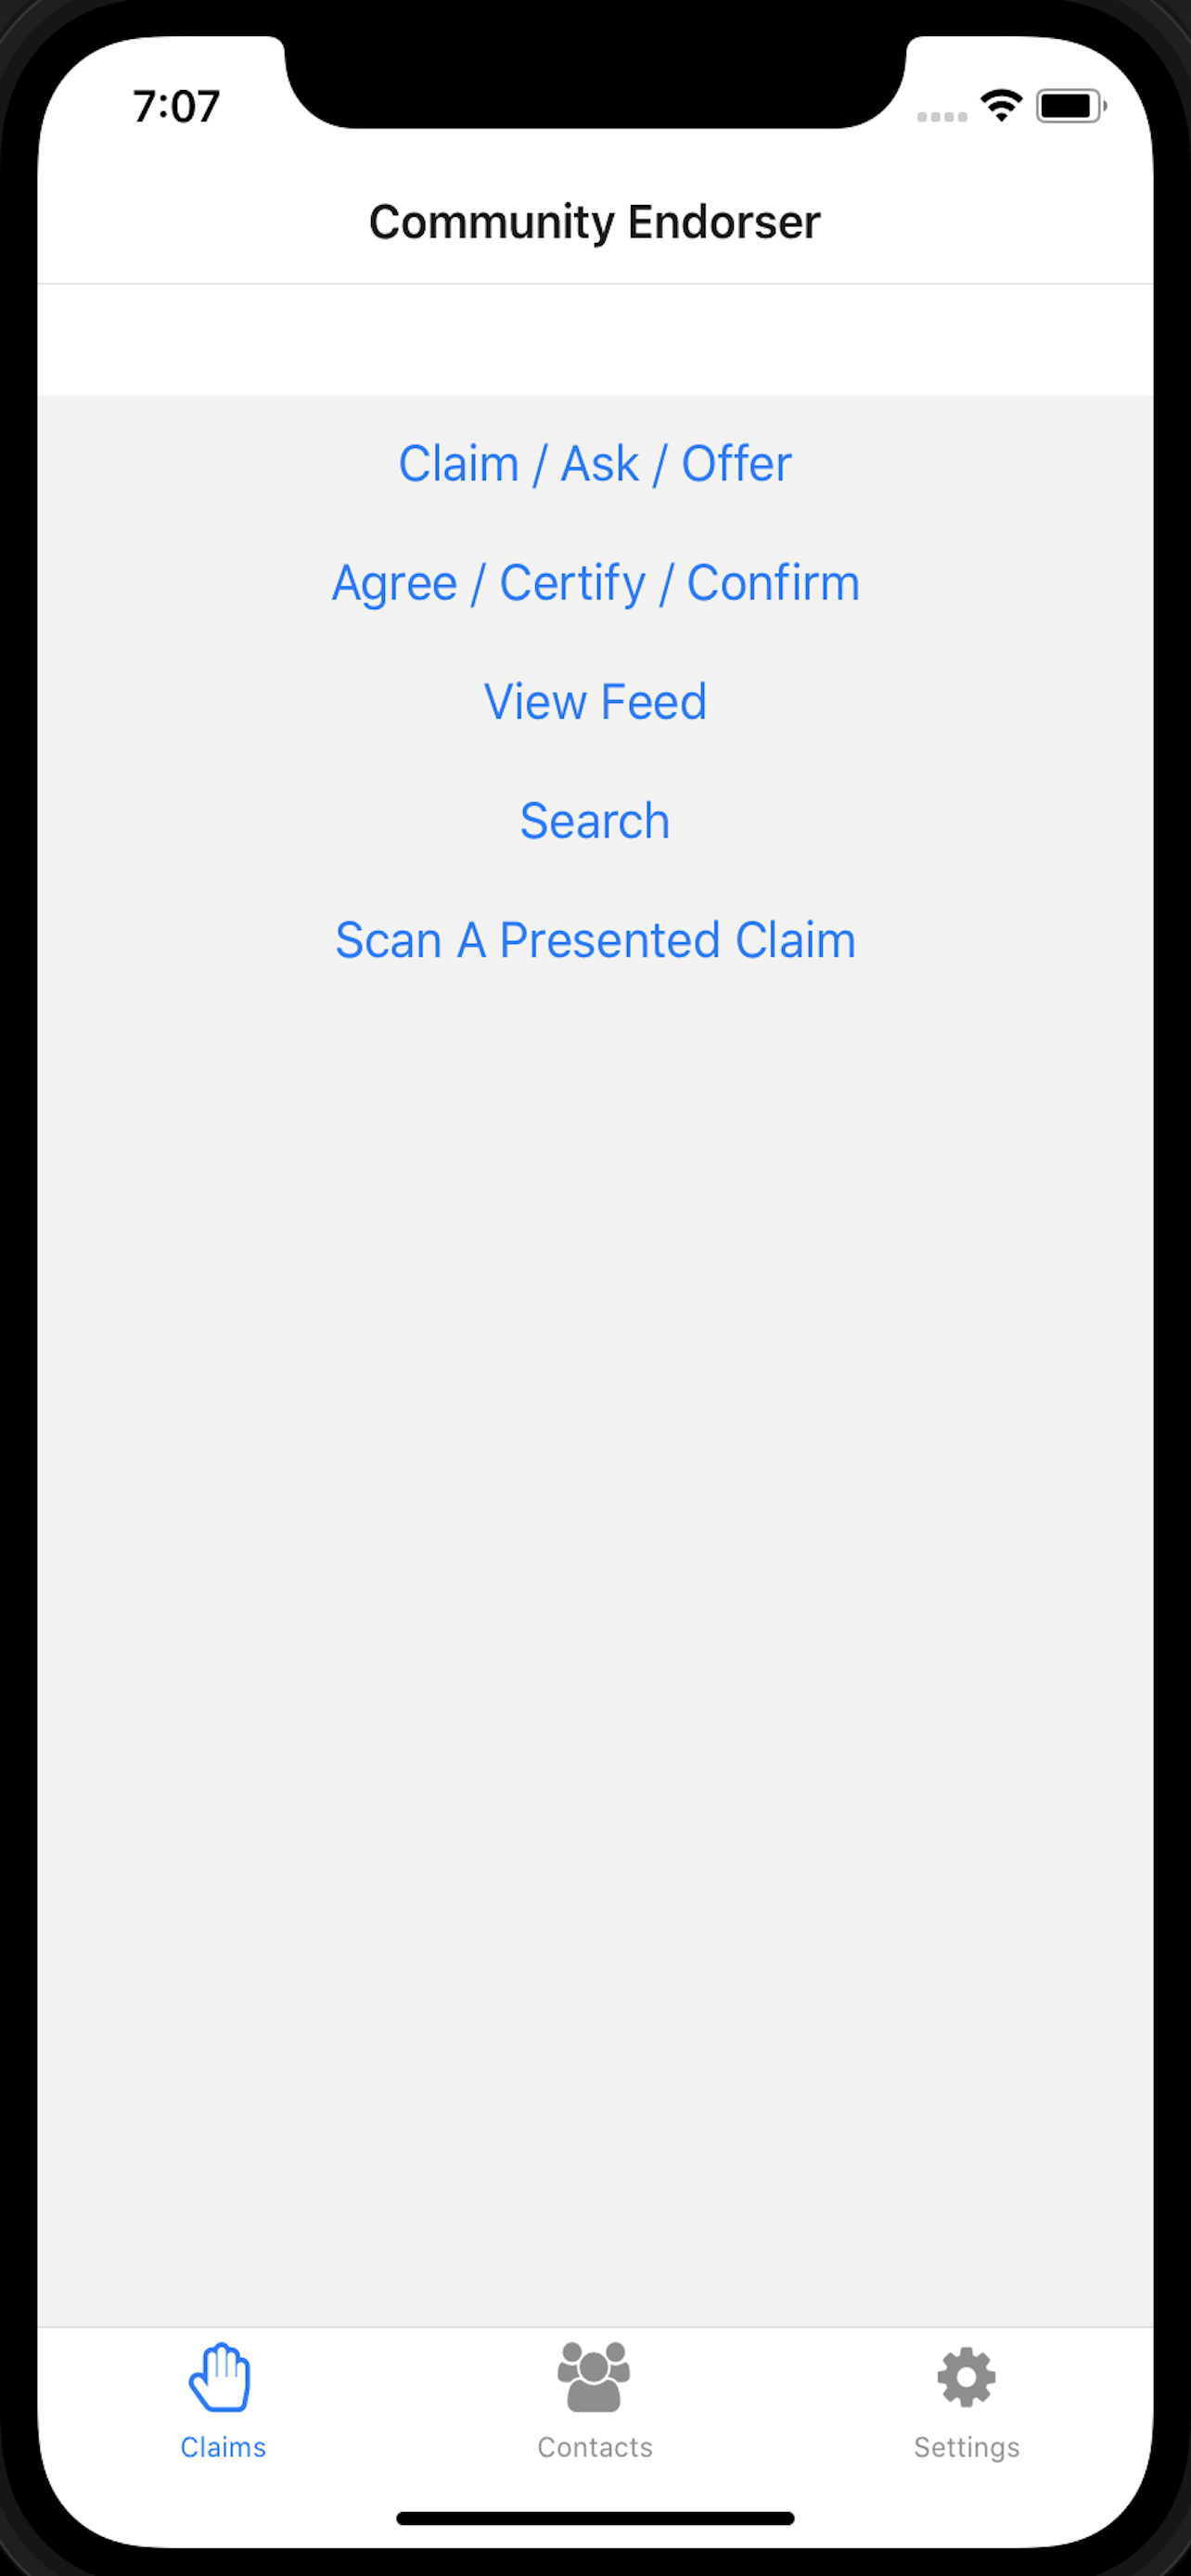 7:07
Community Endorser
Claim / Ask / Offer
Agree / Certify / Confirm
View Feed
Search
Scan A Presented Claim
Claims
Contacts
Settings